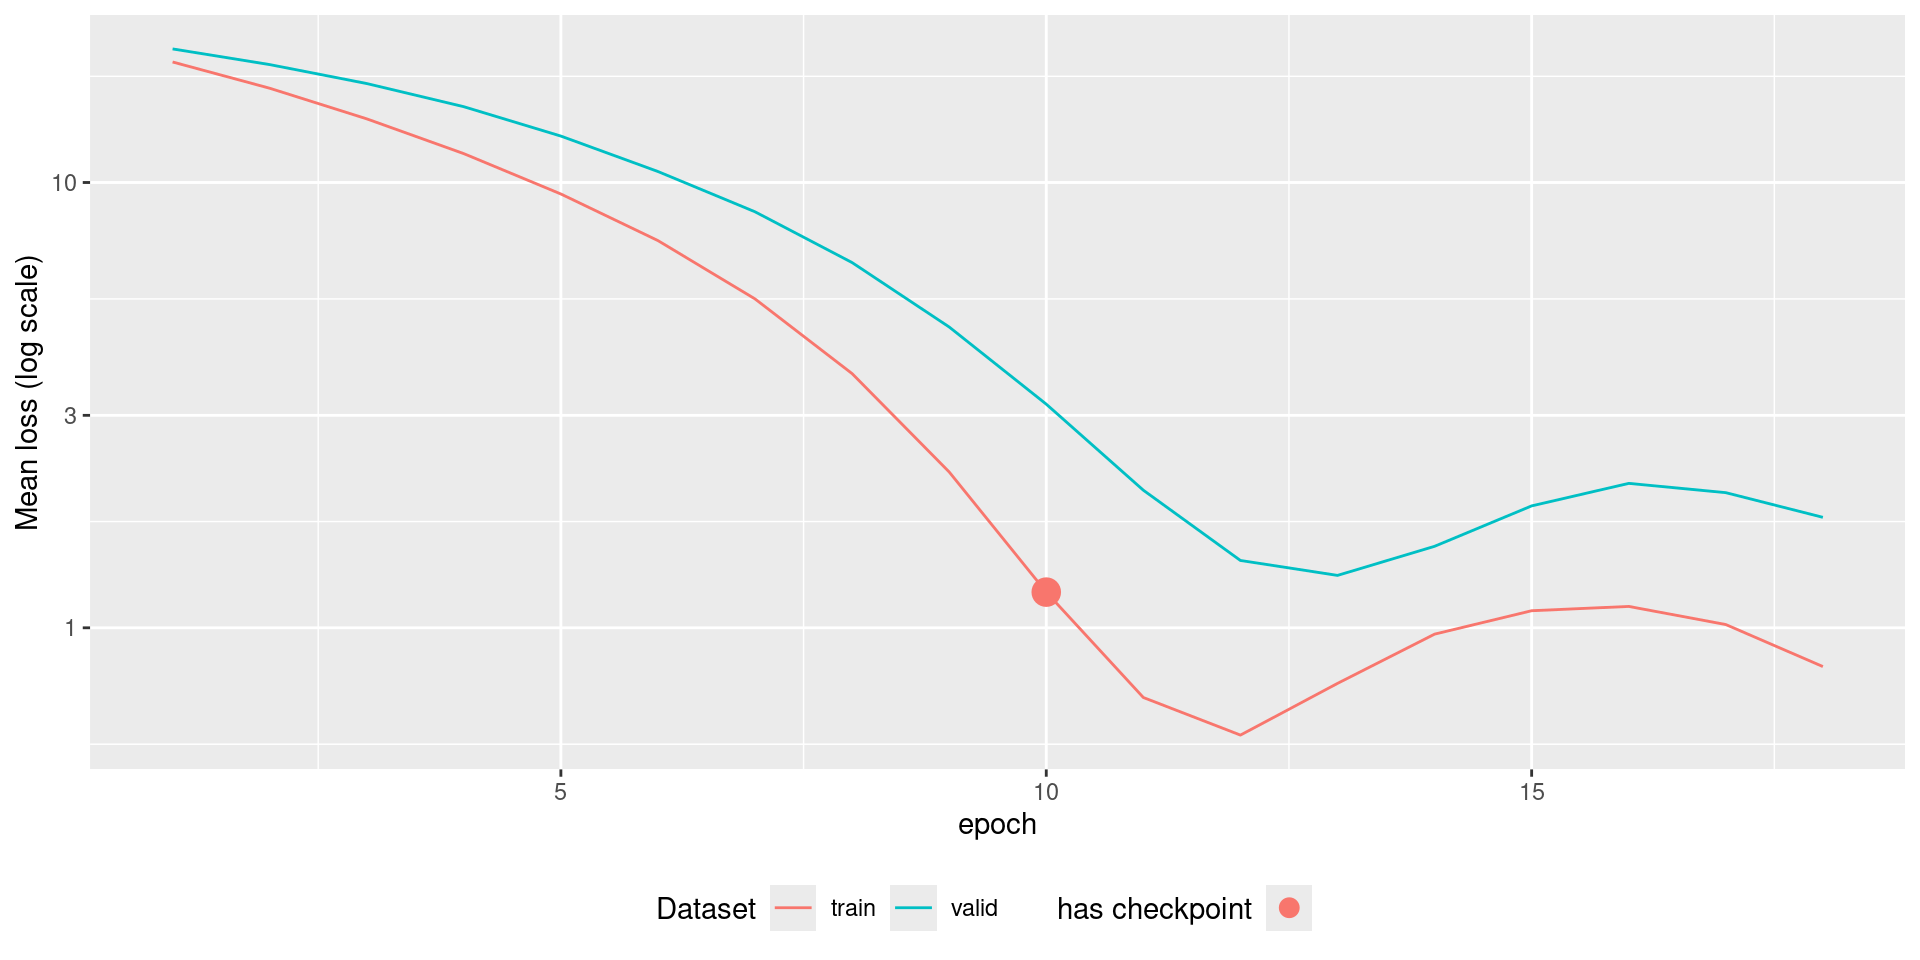 Mean loss (log scale)
10
3
1
5 10 15
epoch
Dataset train valid has checkpoint